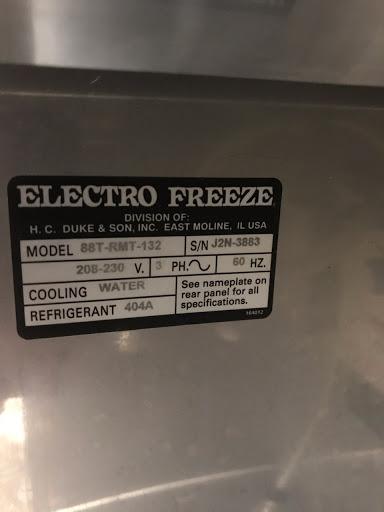 ELECTRO FREEZE
DIVISION OF:
H. C. DUKE & SON, INC. EAST MOLINE, IL USA
MODEL 88T-RMT-132 S/N J2N-3883
208-230 V. 3 PH. 60 HZ.
COOLING WATER
REFRIGERANT 404A
See nameplate on
rear panel for all
specifications.
164012